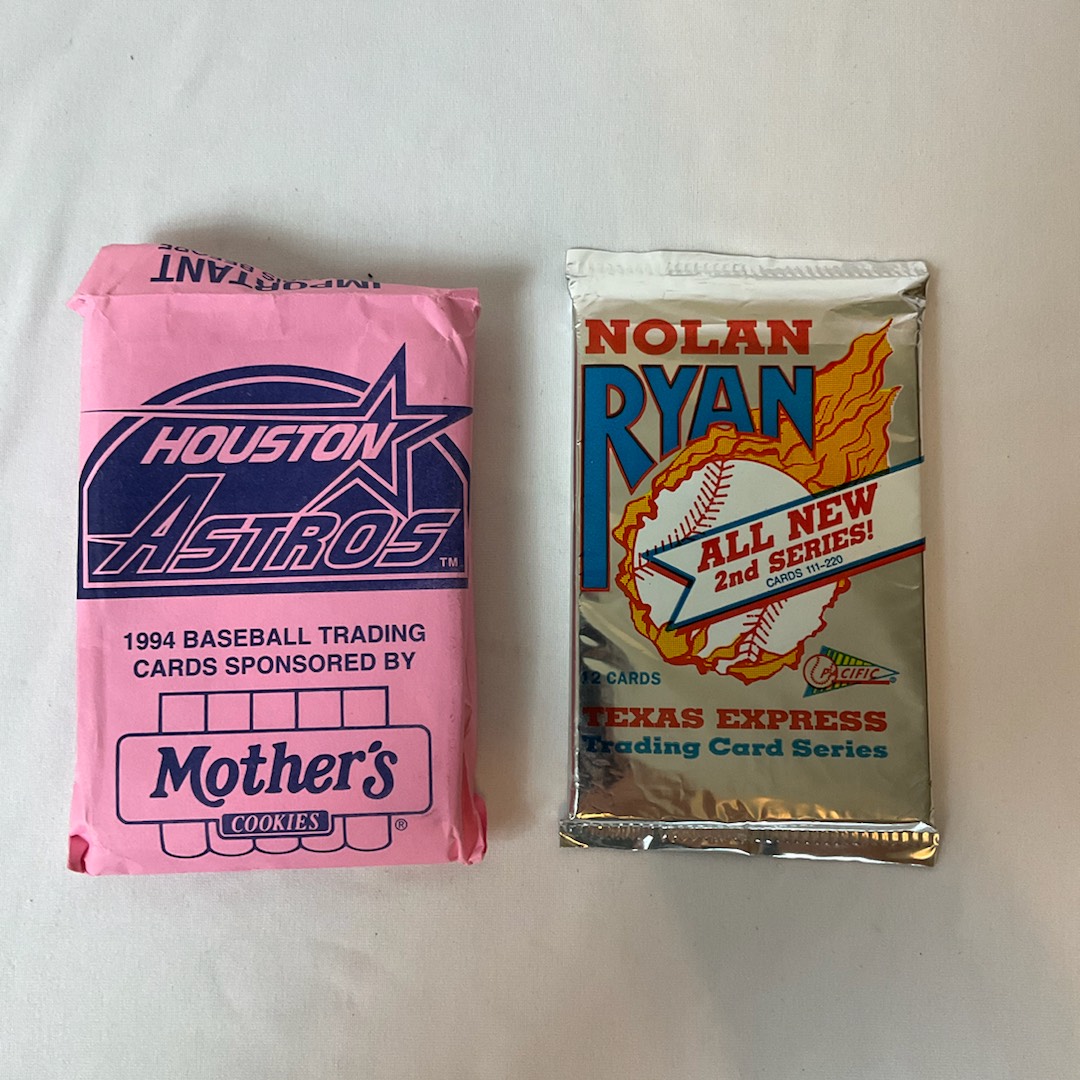 IMPORTANT
HOUSTON
ASTROS TM
1994 BASEBALL TRADING
CARDS SPONSORED BY
Mother's
COOKIES ®
NOLAN
RYAN
ALL NEW
2nd SERIES!
CARDS 111-220
12 CARDS
PACIFIC ®
TEXAS EXPRESS
Trading Card Series